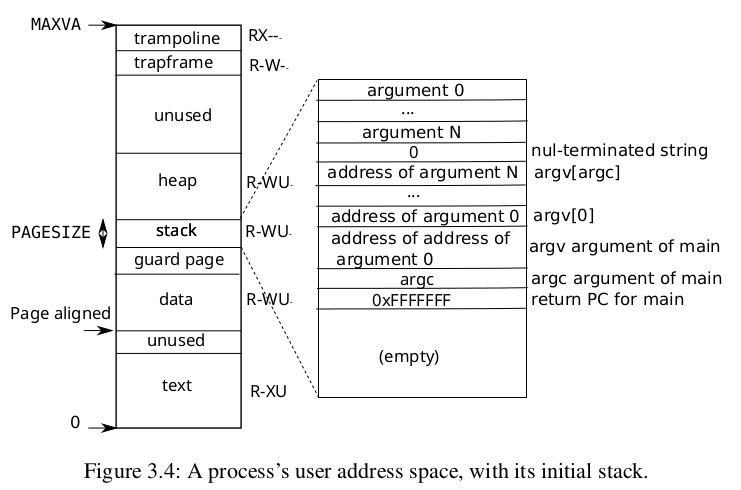 MAXVA
trampoline RX--
trapframe R-W-
unused
heap R-WU
PAGESIZE stack R-WU
guard page
data R-WU
Page aligned
unused
text R-XU
0
argument 0
...
argument N
0 nul-terminated string
address of argument N argv[argc]
...
address of argument 0 argv[0]
address of address of
argument 0 argv argument of main
argc argc argument of main
0xFFFFFFF return PC for main
(empty)
Figure 3.4: A process's user address space, with its initial stack.